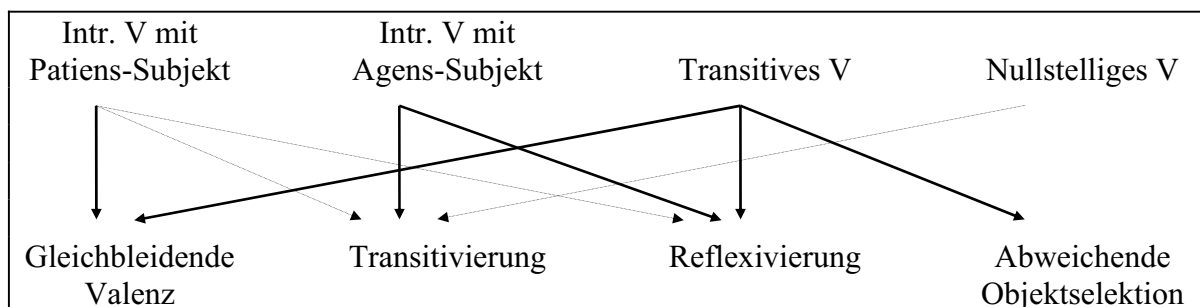 Intr. V mit
Patiens-Subjekt
Intr. V mit
Agens-Subjekt
Transitives V
Nullstelliges V
Gleichbleidende
Valenz
Transitivierung
Reflexivierung
Abweichende
Objektselektion